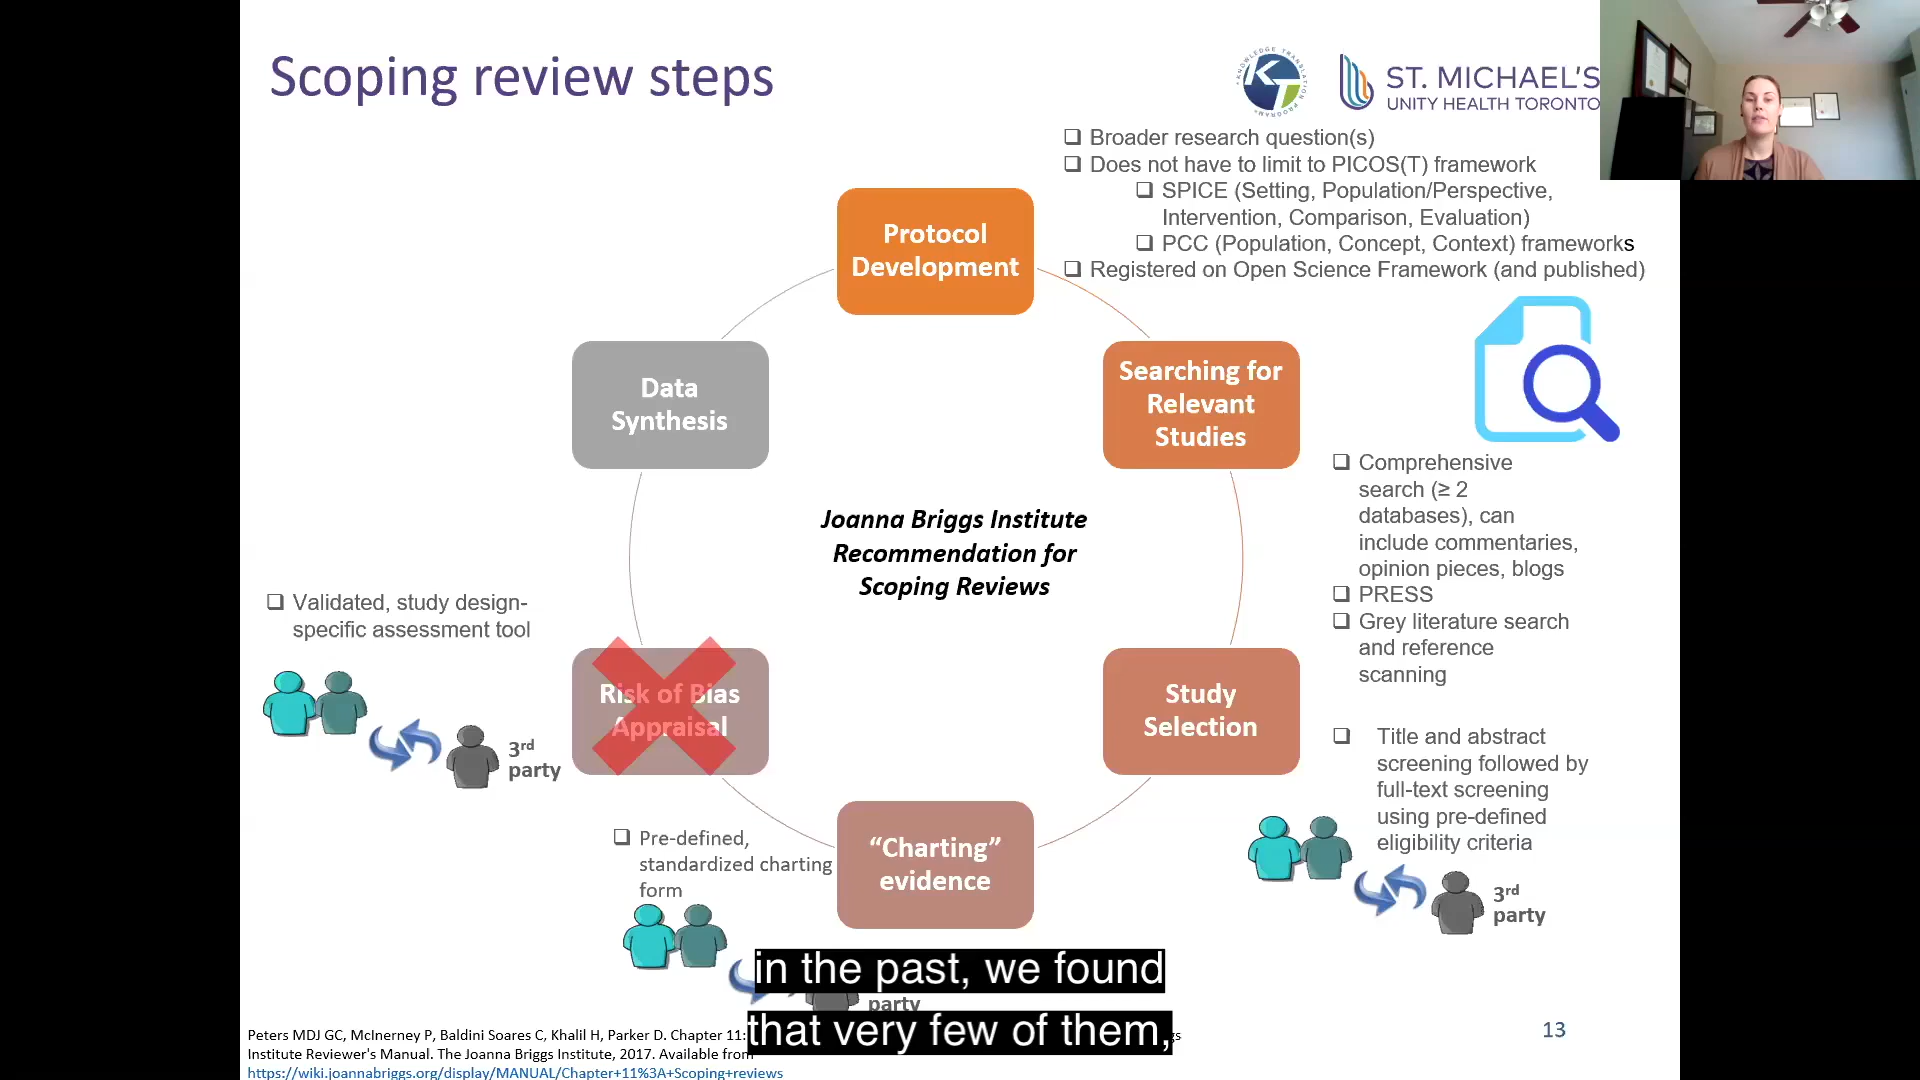 Scoping review steps
KNOWLEDGE TRANSLATION PROGRAM
KT
ST. MICHAEL'S
UNITY HEALTH TORONTO
❑ Broader research question(s)
❑ Does not have to limit to PICOS(T) framework
❑ SPICE (Setting, Population/Perspective,
Intervention, Comparison, Evaluation)
❑ PCC (Population, Concept, Context) frameworks
❑ Registered on Open Science Framework (and published)
Protocol
Development
Searching for
Relevant
Studies
Data
Synthesis
❑ Comprehensive
search (≥ 2
databases), can
include commentaries,
opinion pieces, blogs
❑ PRESS
❑ Grey literature search
and reference
scanning
Joanna Briggs Institute
Recommendation for
Scoping Reviews
❑ Validated, study design-
specific assessment tool
3rd
party
Risk of Bias
Appraisal
Study
Selection
❑ Title and abstract
screening followed by
full-text screening
using pre-defined
eligibility criteria
3rd
party
❑ Pre-defined,
standardized charting
form
“Charting”
evidence
party
in the past, we found
that very few of them,
Peters MDJ GC, McInerney P, Baldini Soares C, Khalil H, Parker D. Chapter 11:
Institute Reviewer's Manual. The Joanna Briggs Institute, 2017. Available from
https://wiki.joannabriggs.org/display/MANUAL/Chapter+11%3A+Scoping+reviews
13